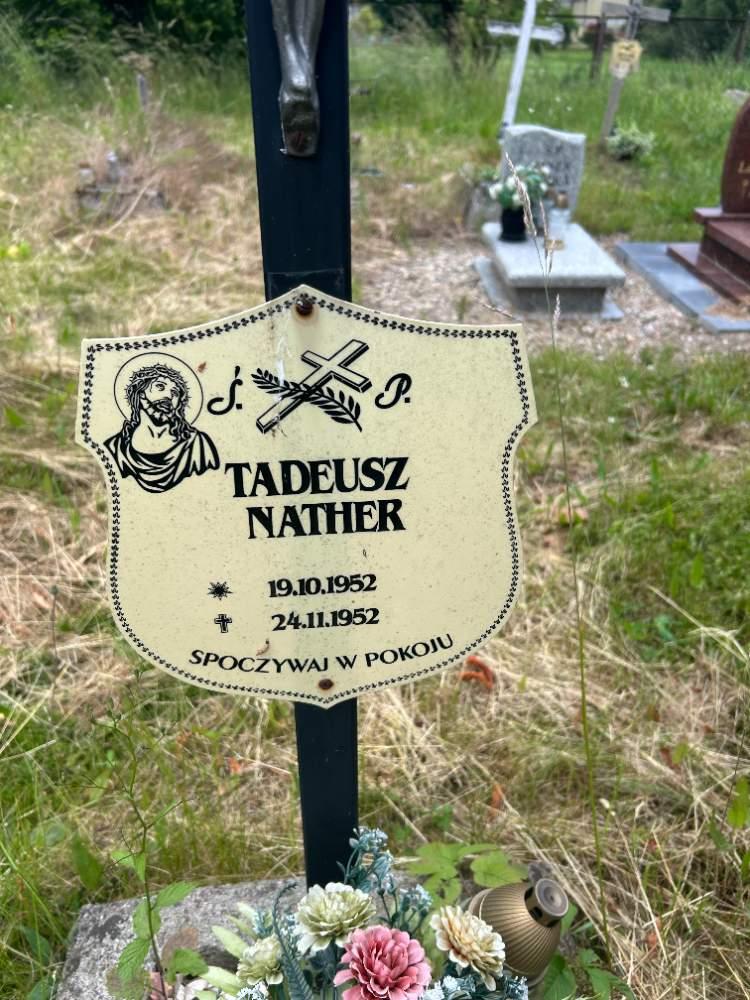 Ś. P.
TADEUSZ
NATHER
19.10.1952
24.11.1952
SPOCZYWAJ W POKOJU